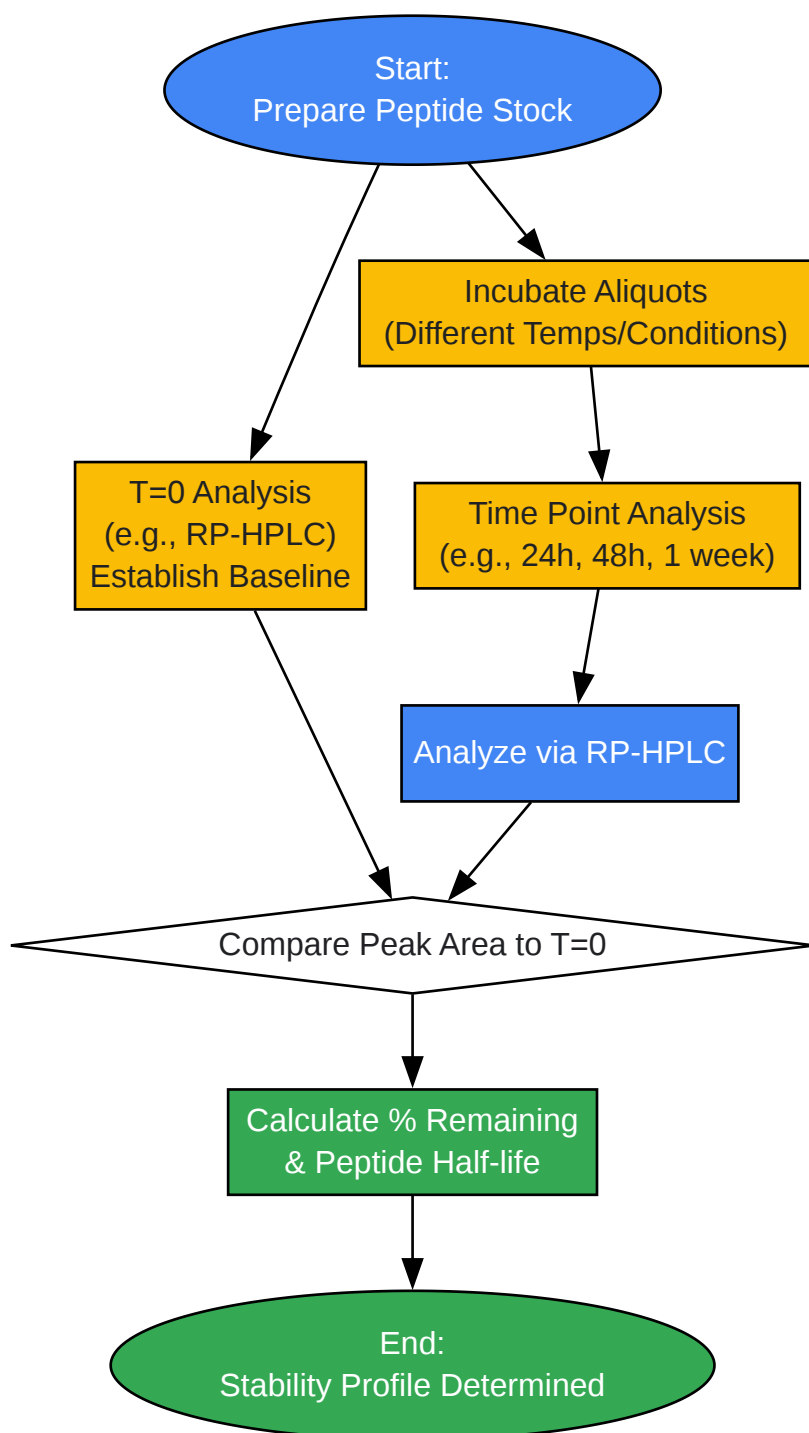 Start:
Prepare Peptide Stock
Incubate Aliquots
(Different Temps/Conditions)
T=0 Analysis
(e.g., RP-HPLC)
Establish Baseline
Time Point Analysis
(e.g., 24h, 48h, 1 week)
Analyze via RP-HPLC
Compare Peak Area to T=0
Calculate % Remaining
& Peptide Half-life
End:
Stability Profile Determined